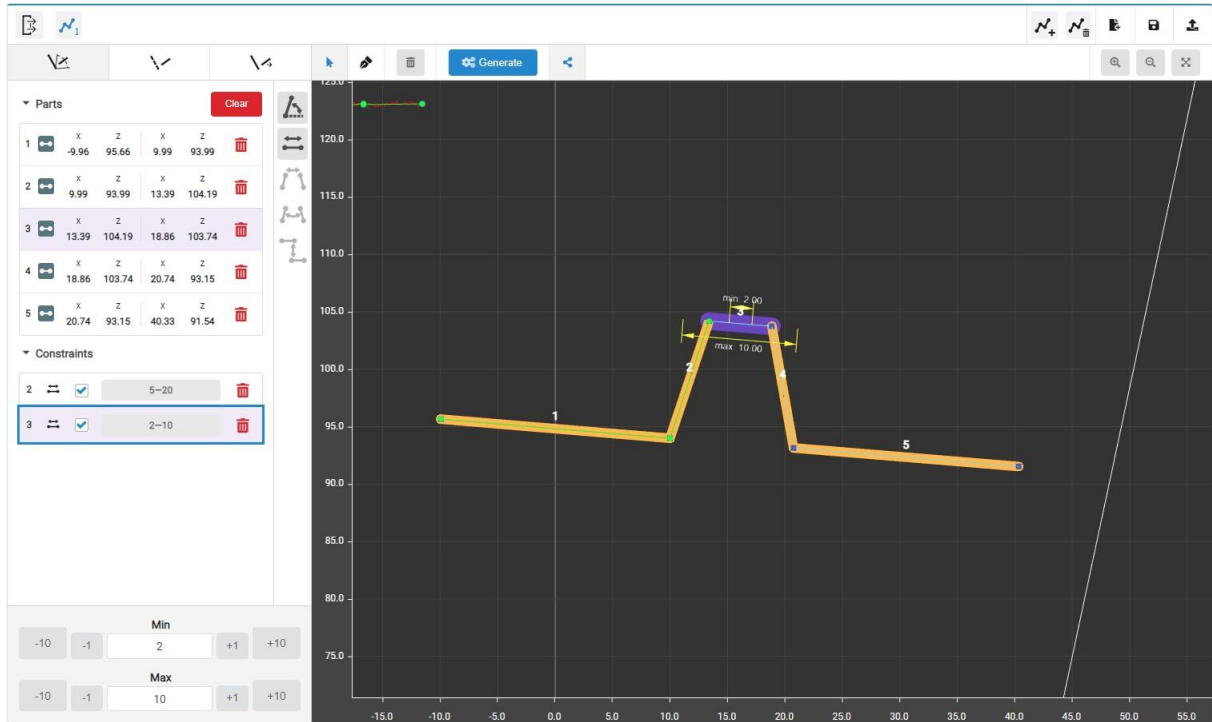 1
Generate
Parts
Clear
X Z X Z
1 -9.96 95.66 9.99 93.99
X Z X Z
2 9.99 93.99 13.39 104.19
X Z X Z
3 13.39 104.19 18.86 103.74
X Z X Z
4 18.86 103.74 20.74 93.15
X Z X Z
5 20.74 93.15 40.33 91.54
Constraints
2 5–20
3 2–10
Min
-10 -1 2 +1 +10
Max
-10 -1 10 +1 +10
125.0
120.0
115.0
110.0
105.0
100.0
95.0
90.0
85.0
80.0
75.0
min 2.00
3
max 10.00
2
4
1
5
-15.0 -10.0 -5.0 0.0 5.0 10.0 15.0 20.0 25.0 30.0 35.0 40.0 45.0 50.0 55.0